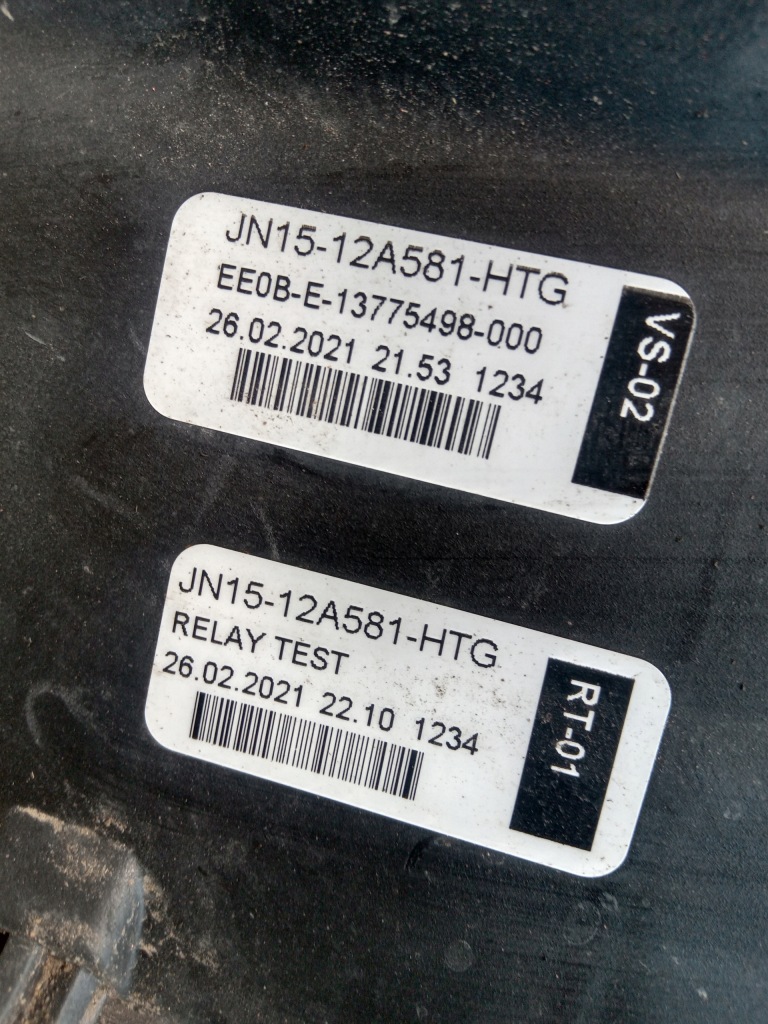 JN15-12A581-HTG
EE0B-E-13775498-000
26.02.2021 21.53 1234
VS-02
JN15-12A581-HTG
RELAY TEST
26.02.2021 22.10 1234
RT-01